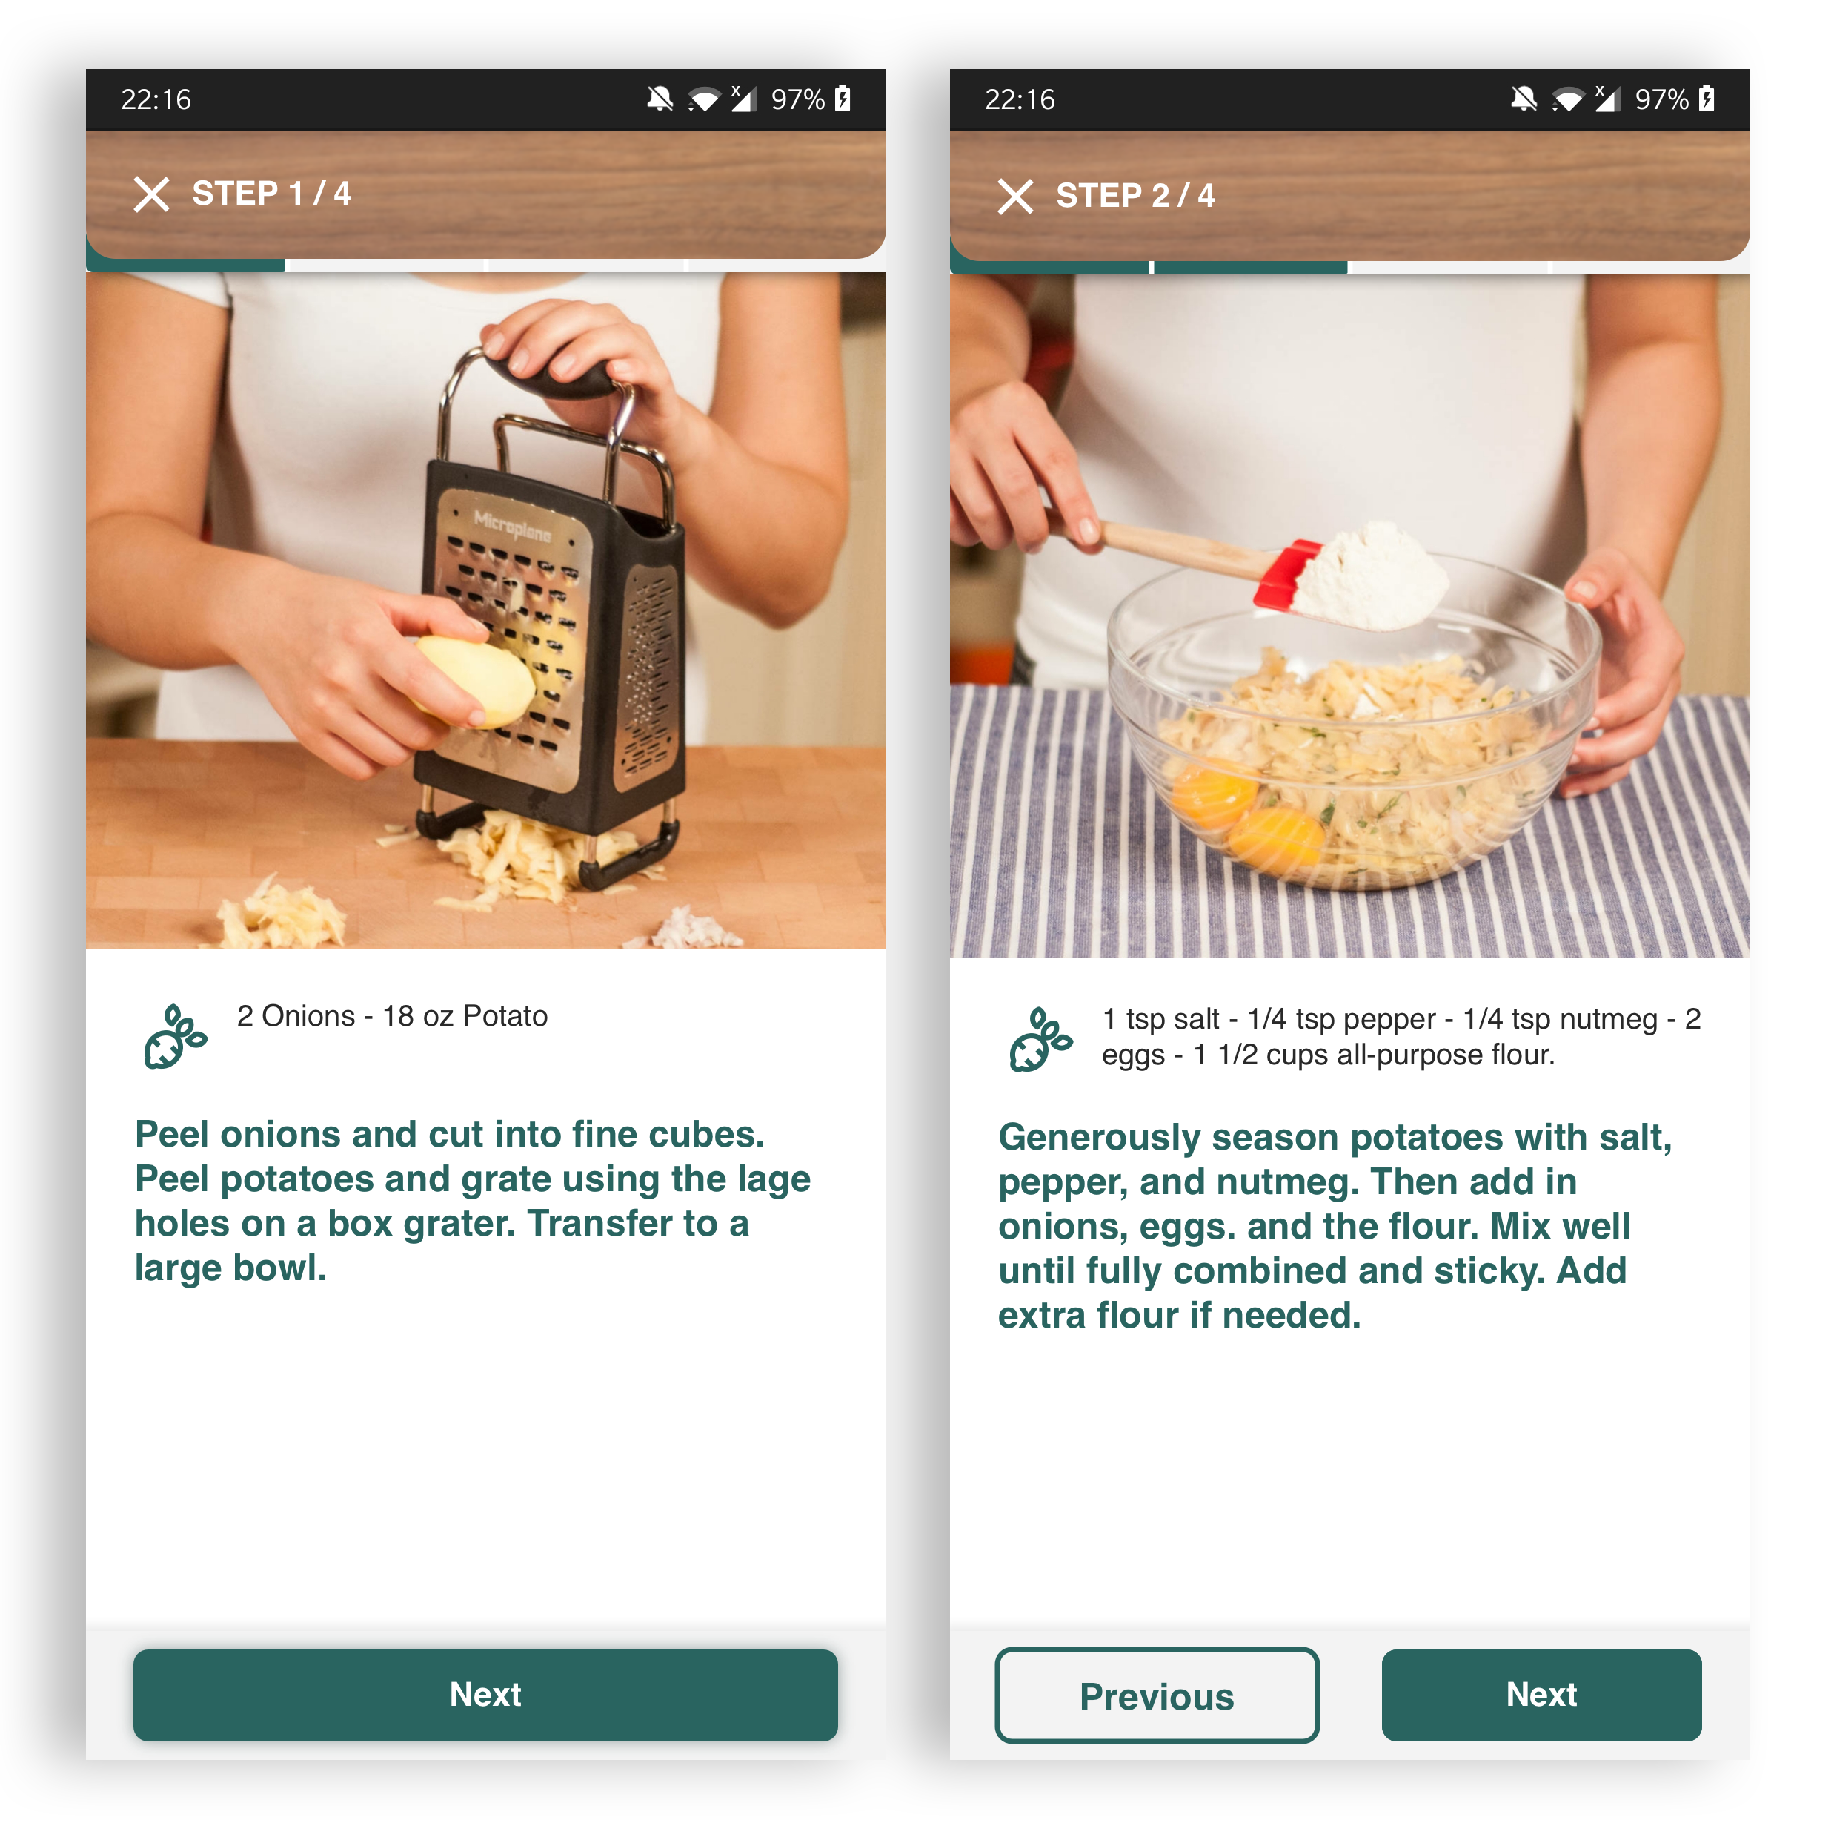 22:16
97%
STEP 1 / 4
Microplane
2 Onions - 18 oz Potato
Peel onions and cut into fine cubes.
Peel potatoes and grate using the lage
holes on a box grater. Transfer to a
large bowl.
Next
22:16
97%
STEP 2 / 4
1 tsp salt - 1/4 tsp pepper - 1/4 tsp nutmeg - 2
eggs - 1 1/2 cups all-purpose flour.
Generously season potatoes with salt,
pepper, and nutmeg. Then add in
onions, eggs. and the flour. Mix well
until fully combined and sticky. Add
extra flour if needed.
Previous
Next